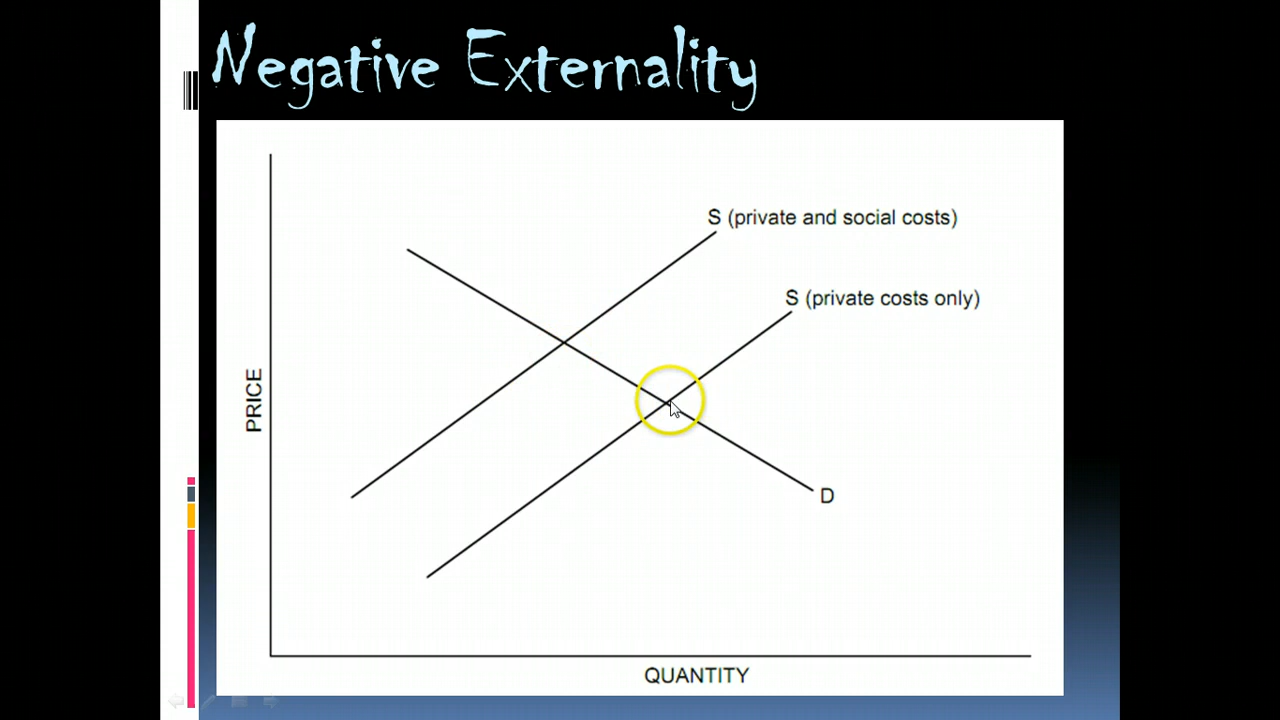 Negative Externality
S (private and social costs)
S (private costs only)
PRICE
D
QUANTITY